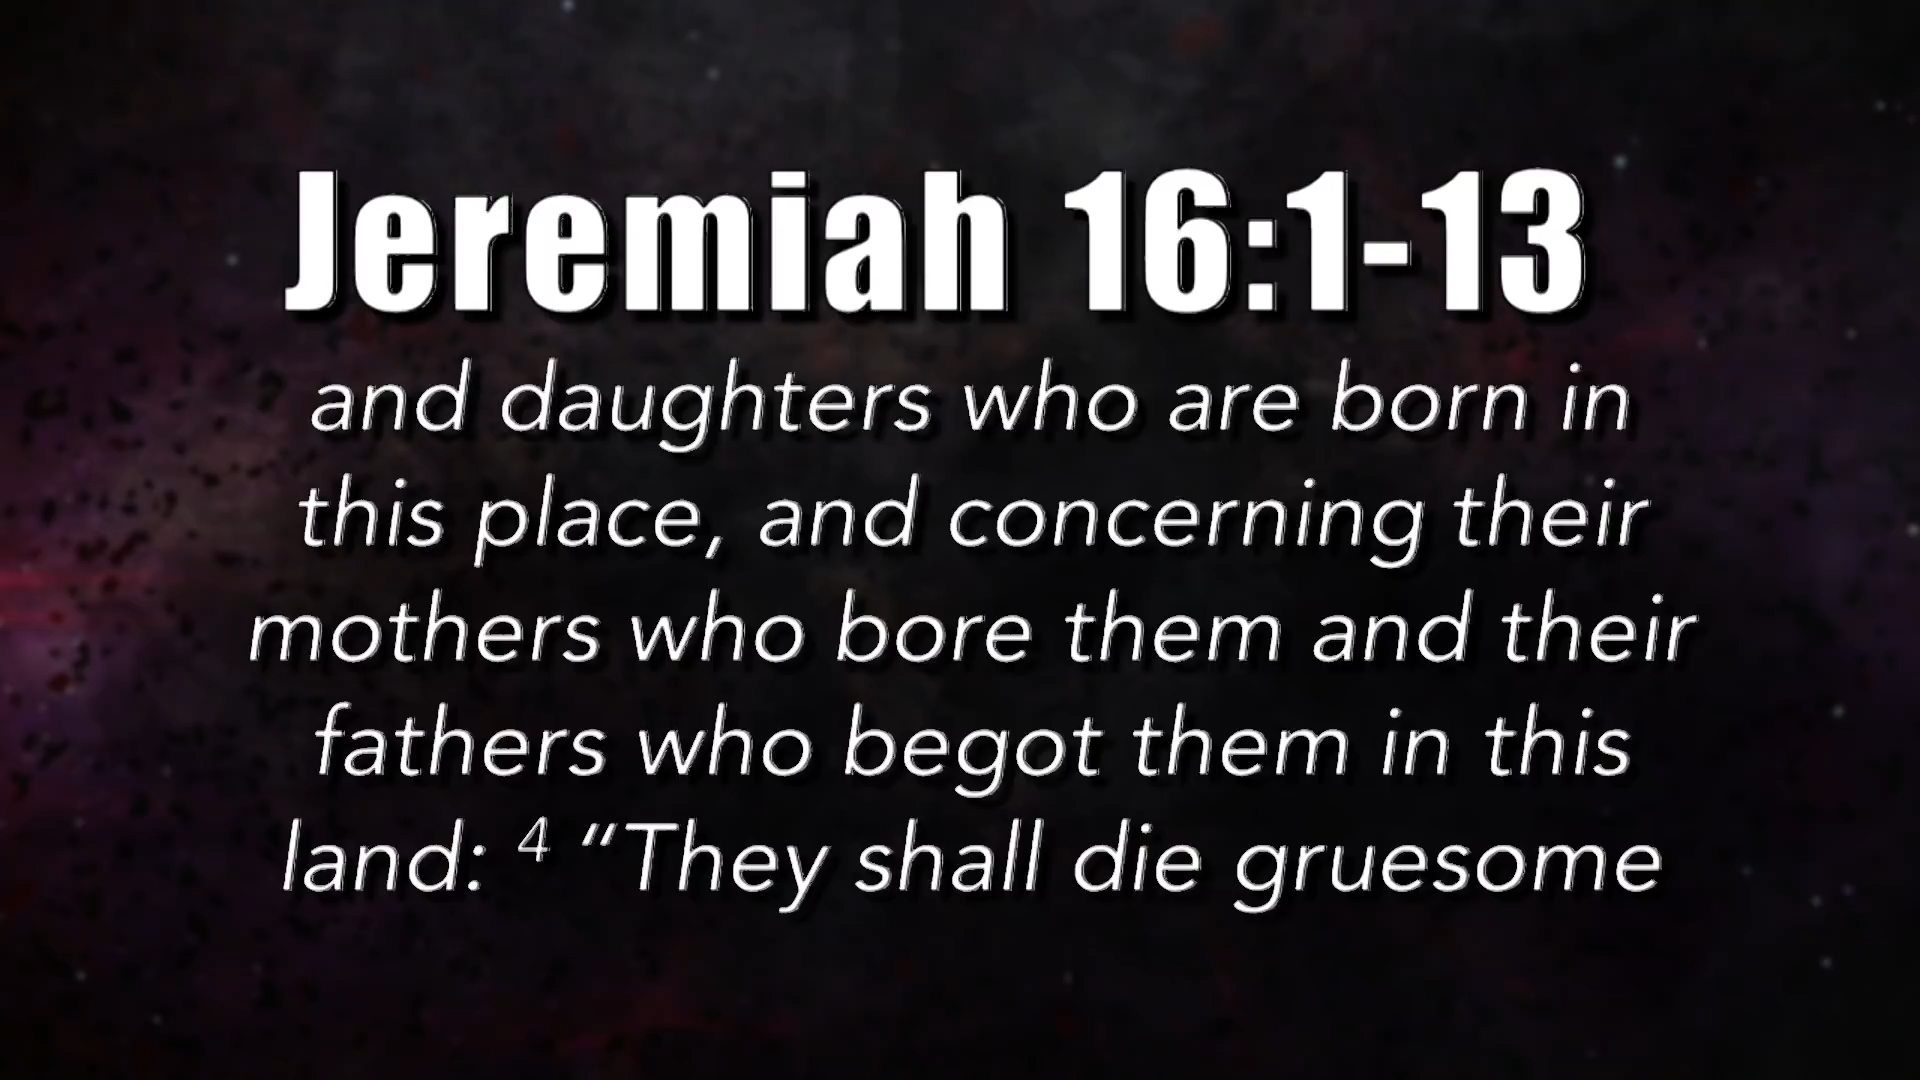 Jeremiah 16:1-13
and daughters who are born in
this place, and concerning their
mothers who bore them and their
fathers who begot them in this
land: ⁴ “They shall die gruesome